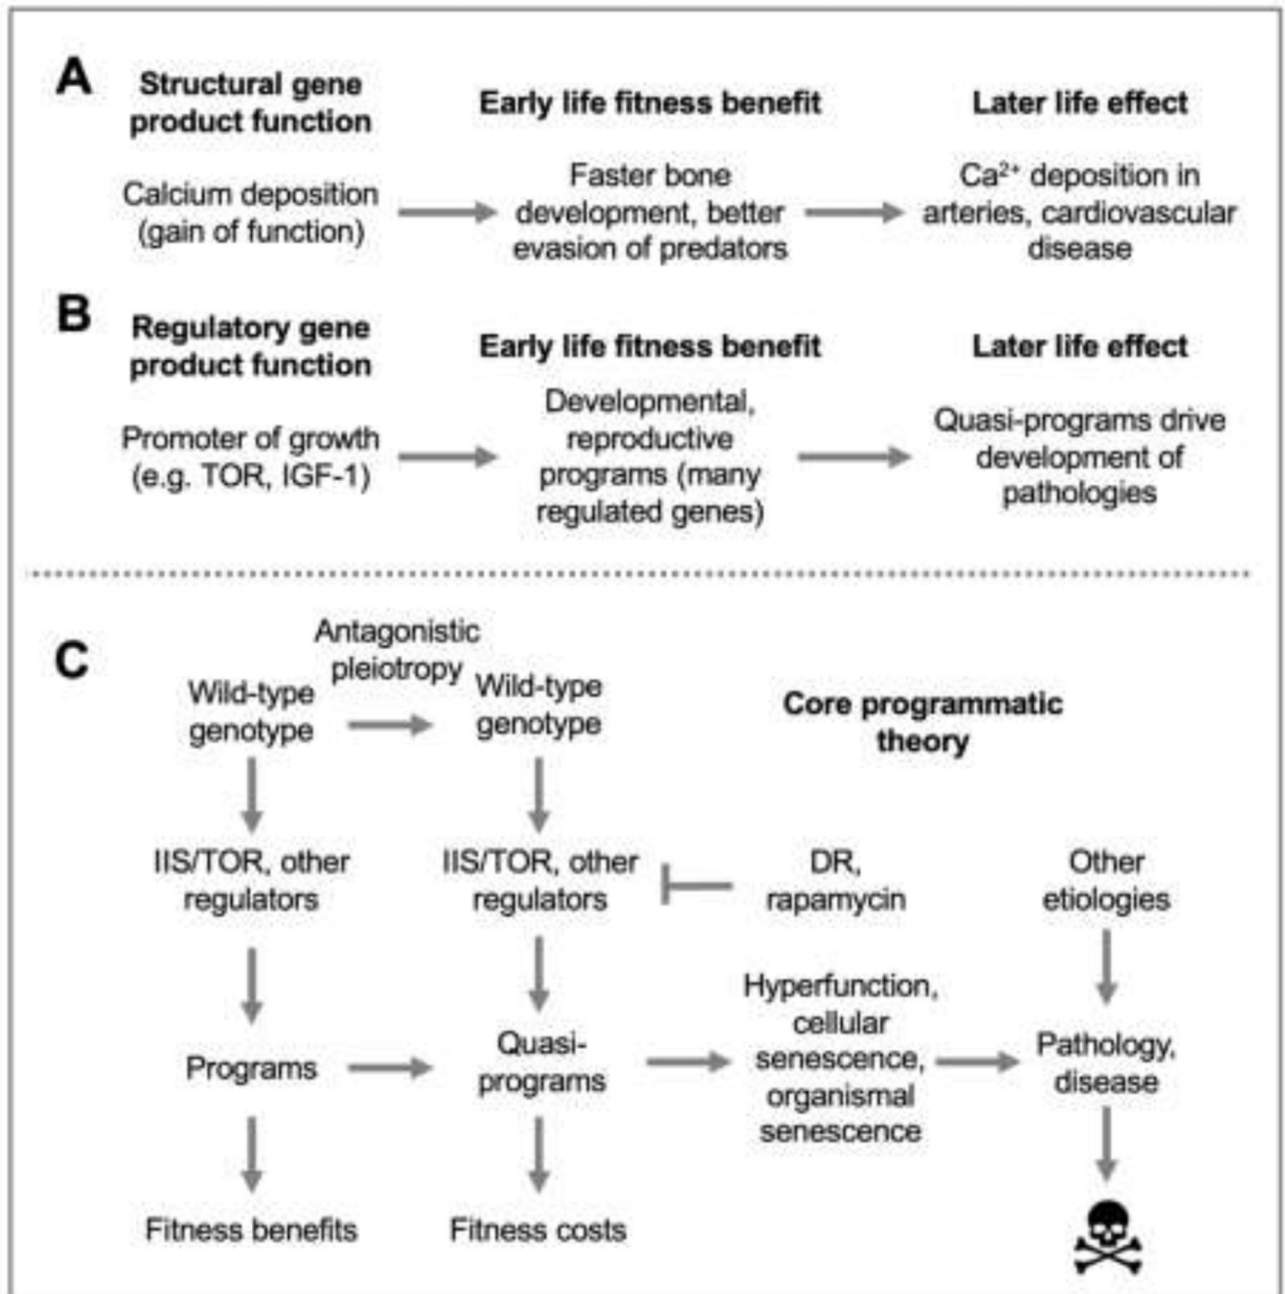 A
Structural gene
product function
Early life fitness benefit
Later life effect
Calcium deposition
(gain of function)
Faster bone
development, better
evasion of predators
Ca²⁺ deposition in
arteries, cardiovascular
disease
B
Regulatory gene
product function
Early life fitness benefit
Later life effect
Promoter of growth
(e.g. TOR, IGF-1)
Developmental,
reproductive
programs (many
regulated genes)
Quasi-programs drive
development of
pathologies
C
Antagonistic
pleiotropy
Wild-type
genotype
Wild-type
genotype
Core programmatic
theory
IIS/TOR, other
regulators
IIS/TOR, other
regulators
DR,
rapamycin
Other
etiologies
Programs
Quasi-
programs
Hyperfunction,
cellular
senescence,
organismal
senescence
Pathology,
disease
Fitness benefits
Fitness costs